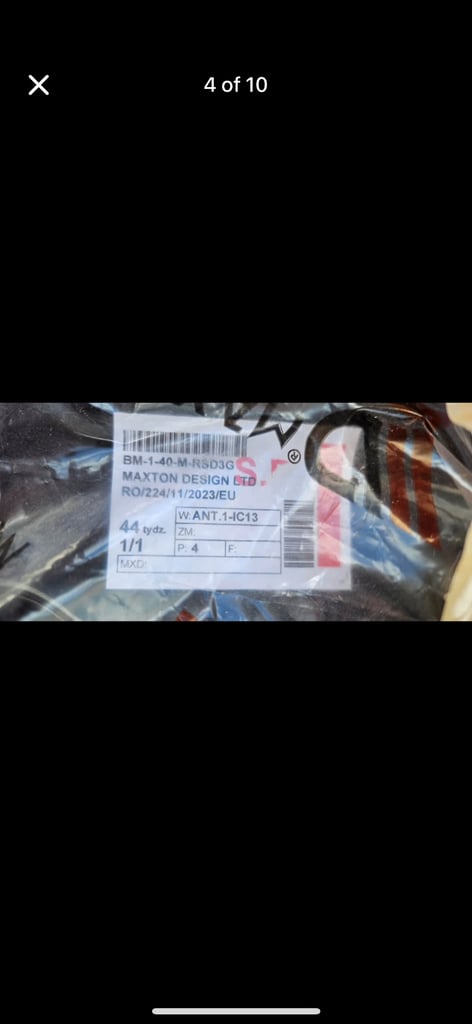 4 of 10
BM-1-40-M-RSD3G
MAXTON DESIGN LTD
RO/224/11/2023/EU
W:ANT.1-IC13
44 tydz.
ZM:
1/1
P: 4 F:
MXD: